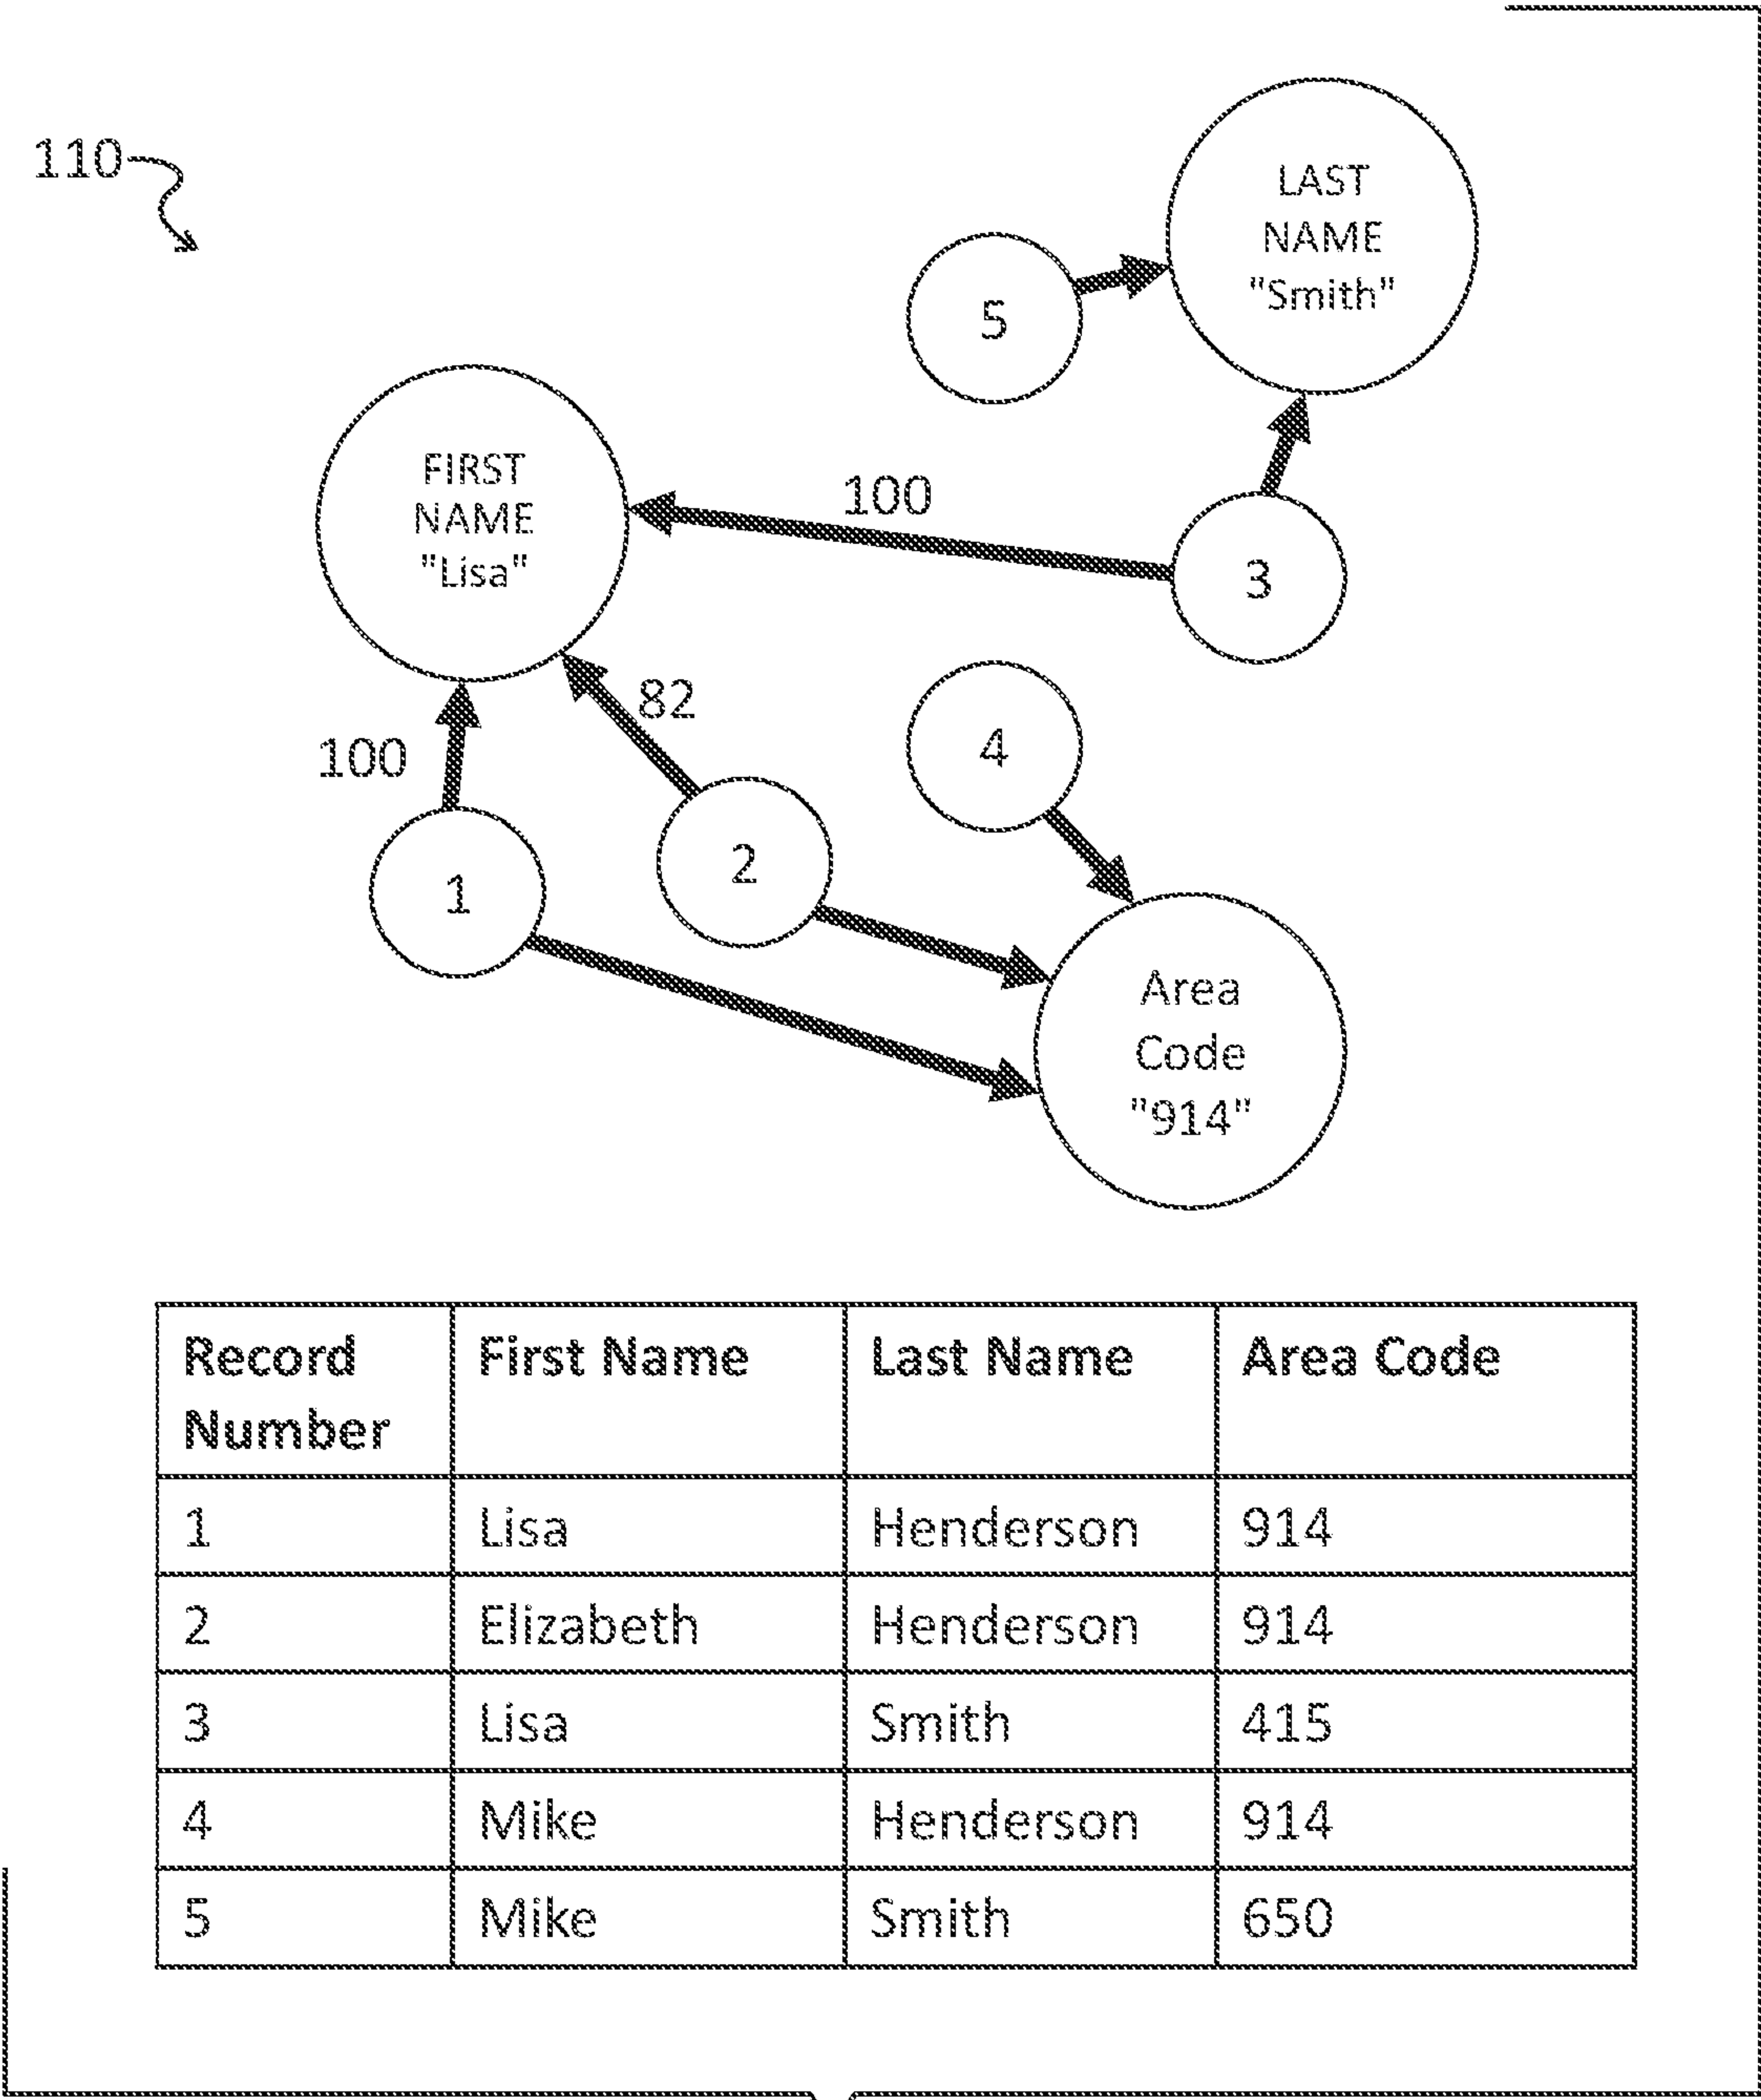 110
LAST
NAME
"Smith"
5
FIRST
NAME
"Lisa"
100
3
82
4
100
2
1
Area
Code
"914"
Record Number	First Name	Last Name	Area Code
1	Lisa	Henderson	914
2	Elizabeth	Henderson	914
3	Lisa	Smith	415
4	Mike	Henderson	914
5	Mike	Smith	650